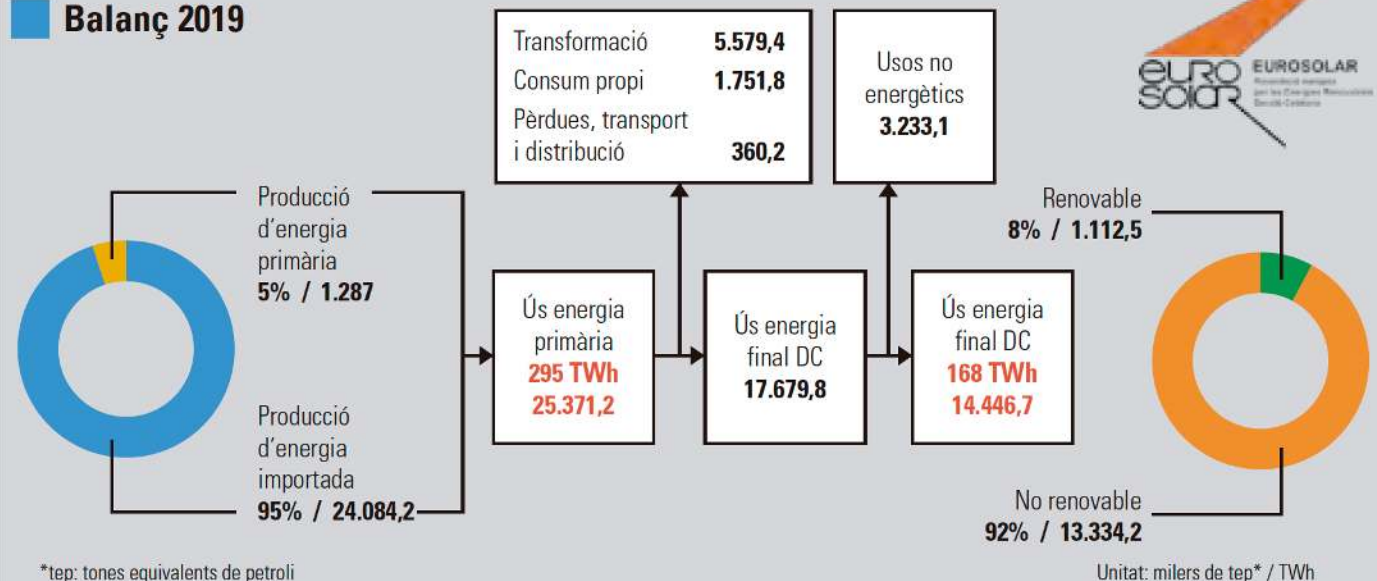 Balanç 2019
Transformació 5.579,4
Consum propi 1.751,8
Pèrdues, transport
i distribució 360,2
Usos no
energètics
3.233,1
euro
solar
EUROSOLAR
Producció
d'energia
primària
5% / 1.287
Producció
d'energia
importada
95% / 24.084,2
Ús energia
primària
295 TWh
25.371,2
Ús energia
final DC
17.679,8
Ús energia
final DC
168 TWh
14.446,7
Renovable
8% / 1.112,5
No renovable
92% / 13.334,2
*tep: tones equivalents de petroli
Unitat: milers de tep* / TWh